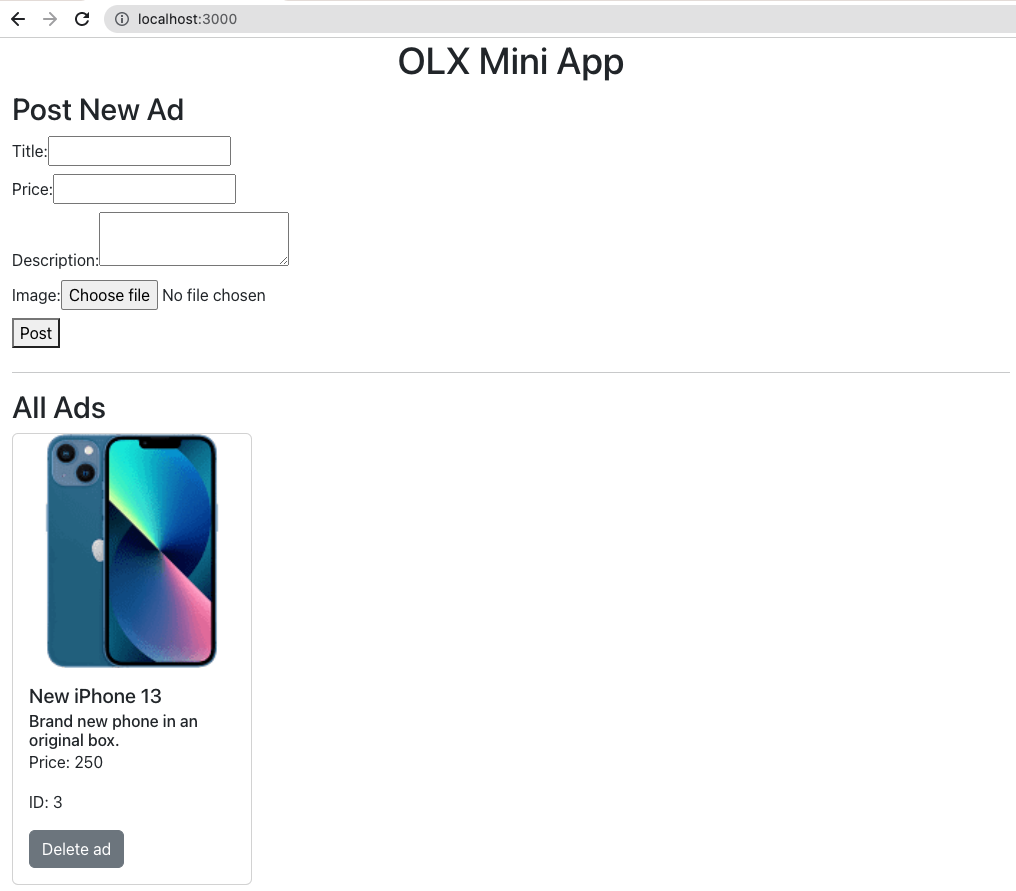 localhost:3000
OLX Mini App
Post New Ad
Title:
Price:
Description:
Image: Choose file No file chosen
Post
All Ads
New iPhone 13
Brand new phone in an
original box.
Price: 250
ID: 3
Delete ad